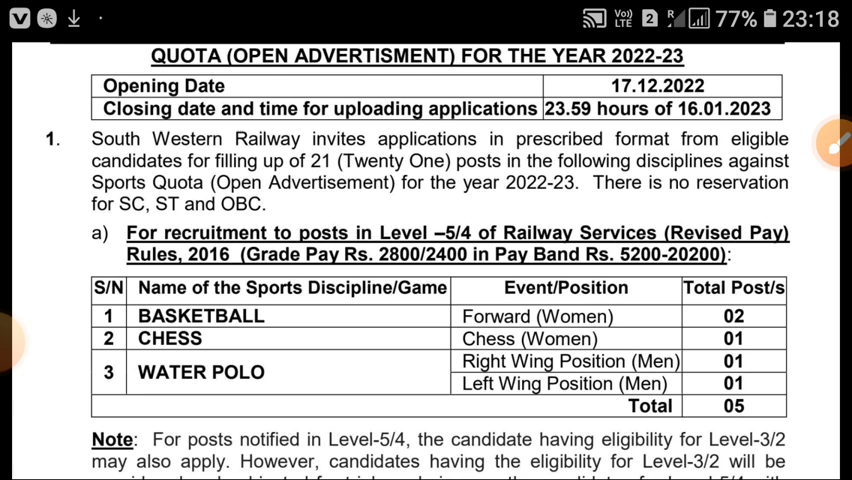 Vo))
LTE 2 R 77% 23:18
QUOTA (OPEN ADVERTISMENT) FOR THE YEAR 2022-23
Opening Date 17.12.2022
Closing date and time for uploading applications 23.59 hours of 16.01.2023
1. South Western Railway invites applications in prescribed format from eligible
candidates for filling up of 21 (Twenty One) posts in the following disciplines against
Sports Quota (Open Advertisement) for the year 2022-23. There is no reservation
for SC, ST and OBC.
a) For recruitment to posts in Level –5/4 of Railway Services (Revised Pay)
Rules, 2016 (Grade Pay Rs. 2800/2400 in Pay Band Rs. 5200-20200):
S/N Name of the Sports Discipline/Game Event/Position Total Post/s
1 BASKETBALL Forward (Women) 02
2 CHESS Chess (Women) 01
3 WATER POLO Right Wing Position (Men) 01
Left Wing Position (Men) 01
Total 05
Note: For posts notified in Level-5/4, the candidate having eligibility for Level-3/2
may also apply. However, candidates having the eligibility for Level-3/2 will be